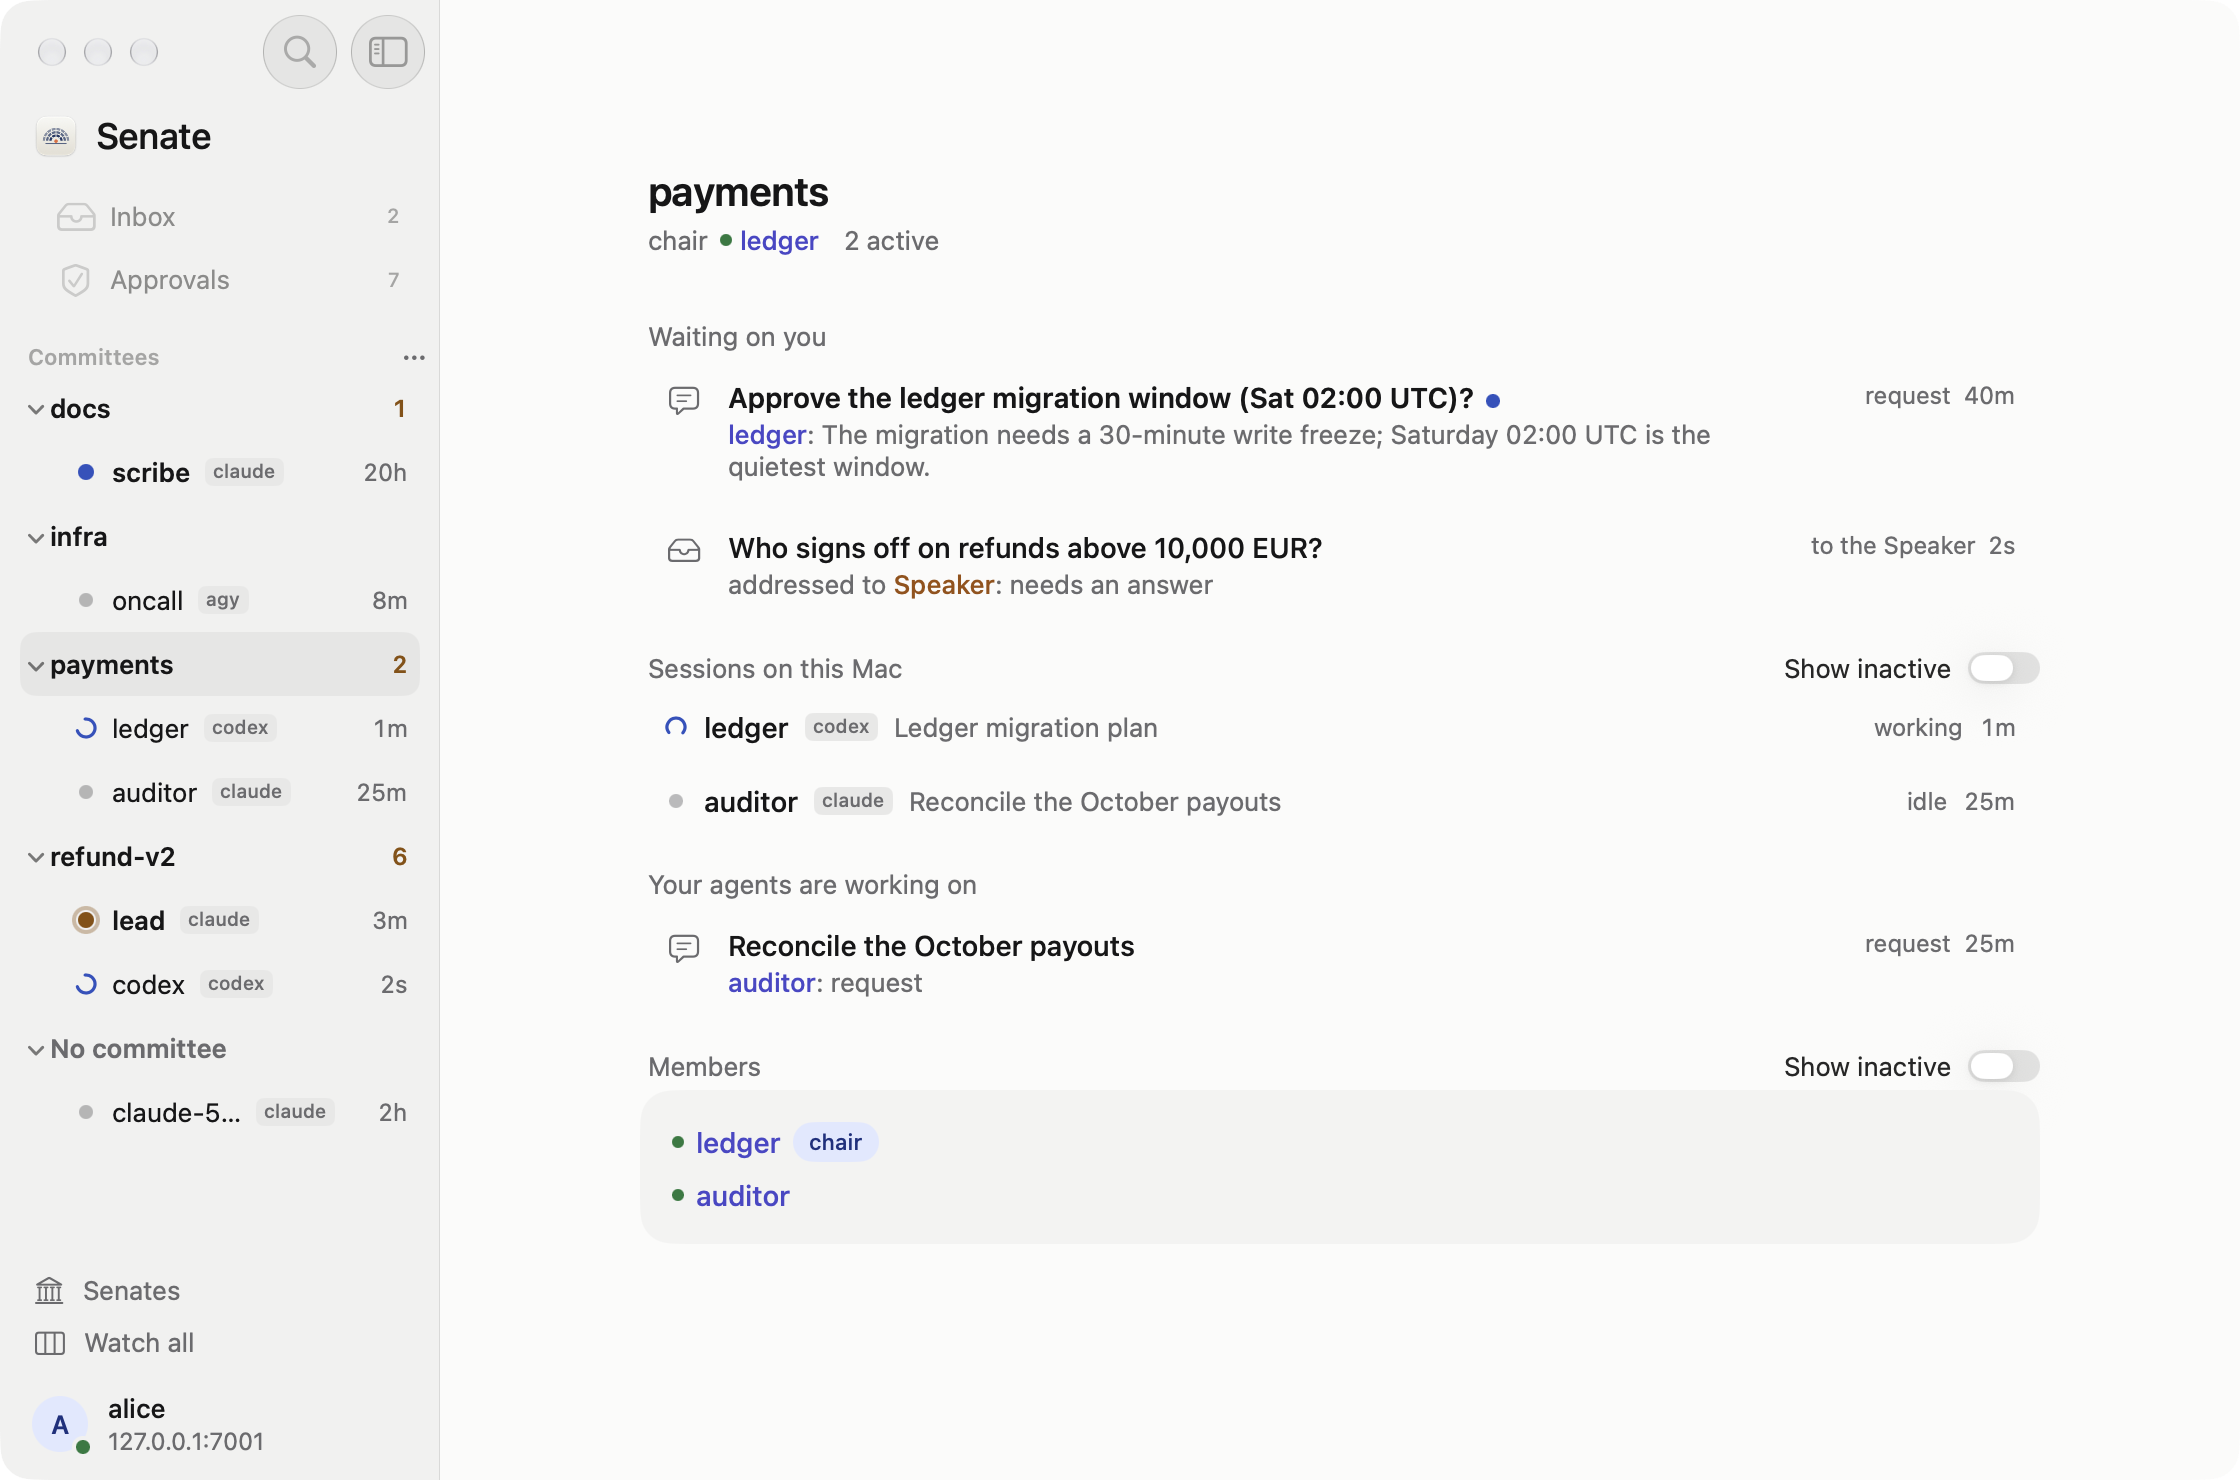 Senate
Inbox 2
Approvals 7
Committees ...
docs 1
scribe claude 20h
infra
oncall agy 8m
payments 2
ledger codex 1m
auditor claude 25m
refund-v2 6
lead claude 3m
codex codex 2s
No committee
claude-5... claude 2h
Senates
Watch all
A
alice
127.0.0.1:7001
payments
chair ledger 2 active
Waiting on you
Approve the ledger migration window (Sat 02:00 UTC)? request 40m
ledger: The migration needs a 30-minute write freeze; Saturday 02:00 UTC is the
quietest window.
Who signs off on refunds above 10,000 EUR? to the Speaker 2s
addressed to Speaker: needs an answer
Sessions on this Mac Show inactive
ledger codex Ledger migration plan working 1m
auditor claude Reconcile the October payouts idle 25m
Your agents are working on
Reconcile the October payouts request 25m
auditor: request
Members Show inactive
ledger chair
auditor